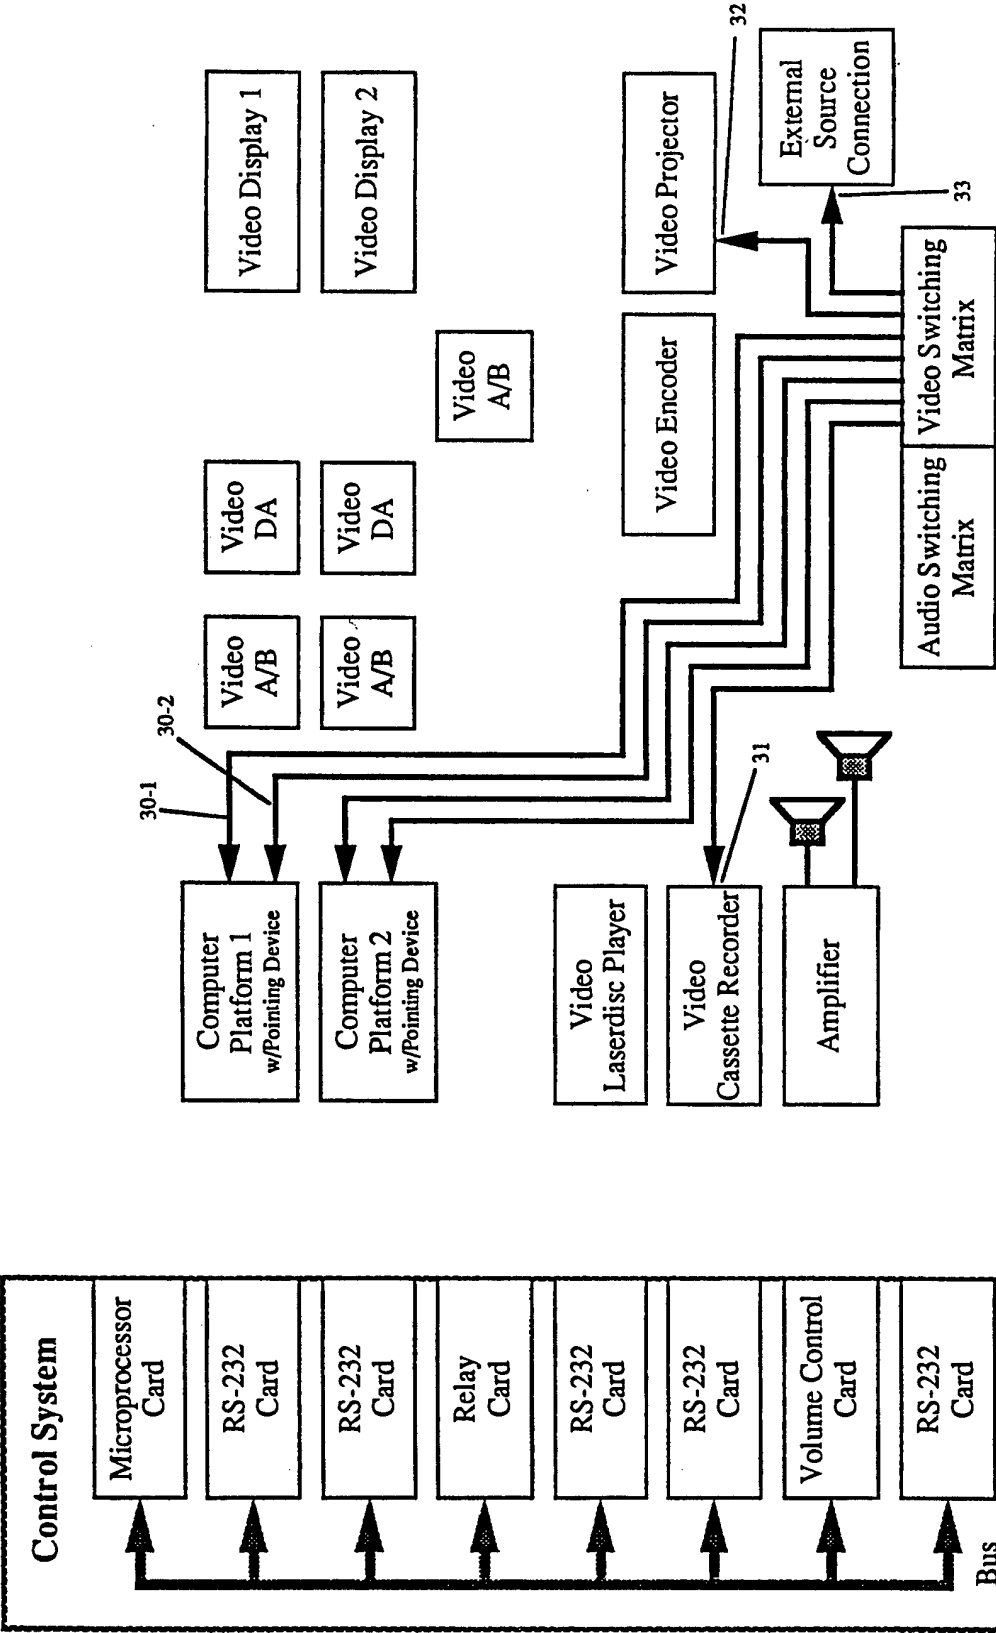 Control System
Microprocessor
Card
RS-232
Card
RS-232
Card
Relay
Card
RS-232
Card
RS-232
Card
Volume Control
Card
RS-232
Card
Bus
Computer
Platform 1
w/Pointing Device
Computer
Platform 2
w/Pointing Device
Video
Laserdisc Player
Video
Cassette Recorder
Amplifier
30-1
30-2
31
Video
A/B
Video
A/B
Video
DA
Video
DA
Video
A/B
Video Display 1
Video Display 2
Video Encoder
Video Projector
32
External
Source
Connection
33
Audio Switching
Matrix
Video Switching
Matrix